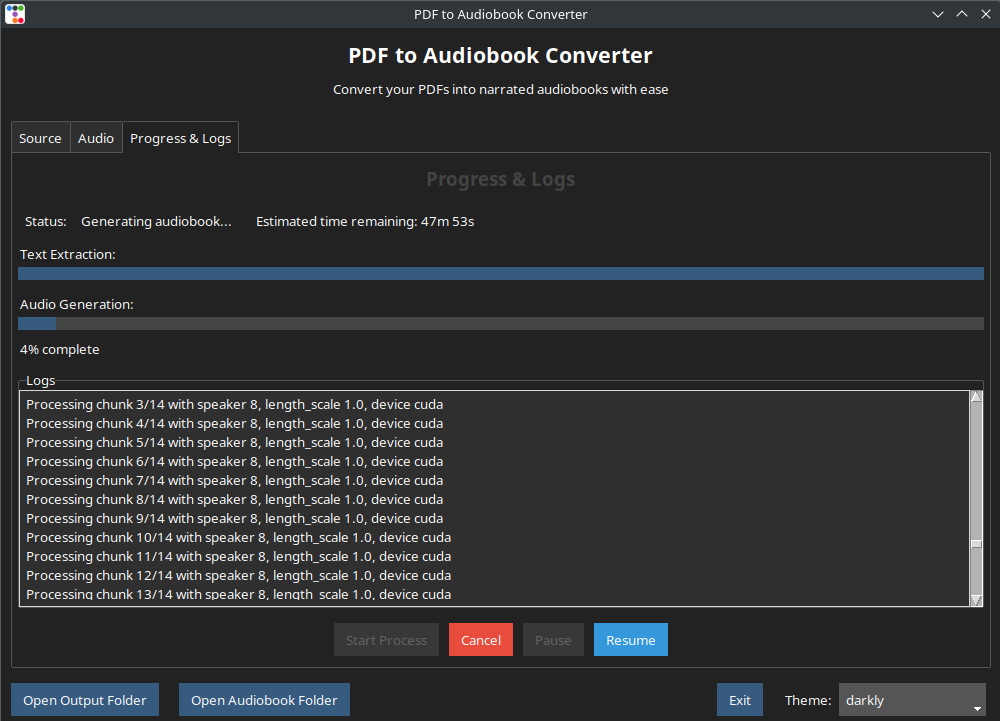 PDF to Audiobook Converter
PDF to Audiobook Converter
Convert your PDFs into narrated audiobooks with ease
Source Audio Progress & Logs
Progress & Logs
Status: Generating audiobook... Estimated time remaining: 47m 53s
Text Extraction:
Audio Generation:
4% complete
Logs
Processing chunk 3/14 with speaker 8, length_scale 1.0, device cuda
Processing chunk 4/14 with speaker 8, length_scale 1.0, device cuda
Processing chunk 5/14 with speaker 8, length_scale 1.0, device cuda
Processing chunk 6/14 with speaker 8, length_scale 1.0, device cuda
Processing chunk 7/14 with speaker 8, length_scale 1.0, device cuda
Processing chunk 8/14 with speaker 8, length_scale 1.0, device cuda
Processing chunk 9/14 with speaker 8, length_scale 1.0, device cuda
Processing chunk 10/14 with speaker 8, length_scale 1.0, device cuda
Processing chunk 11/14 with speaker 8, length_scale 1.0, device cuda
Processing chunk 12/14 with speaker 8, length_scale 1.0, device cuda
Processing chunk 13/14 with speaker 8, length_scale 1.0, device cuda
Start Process Cancel Pause Resume
Open Output Folder Open Audiobook Folder Exit Theme: darkly